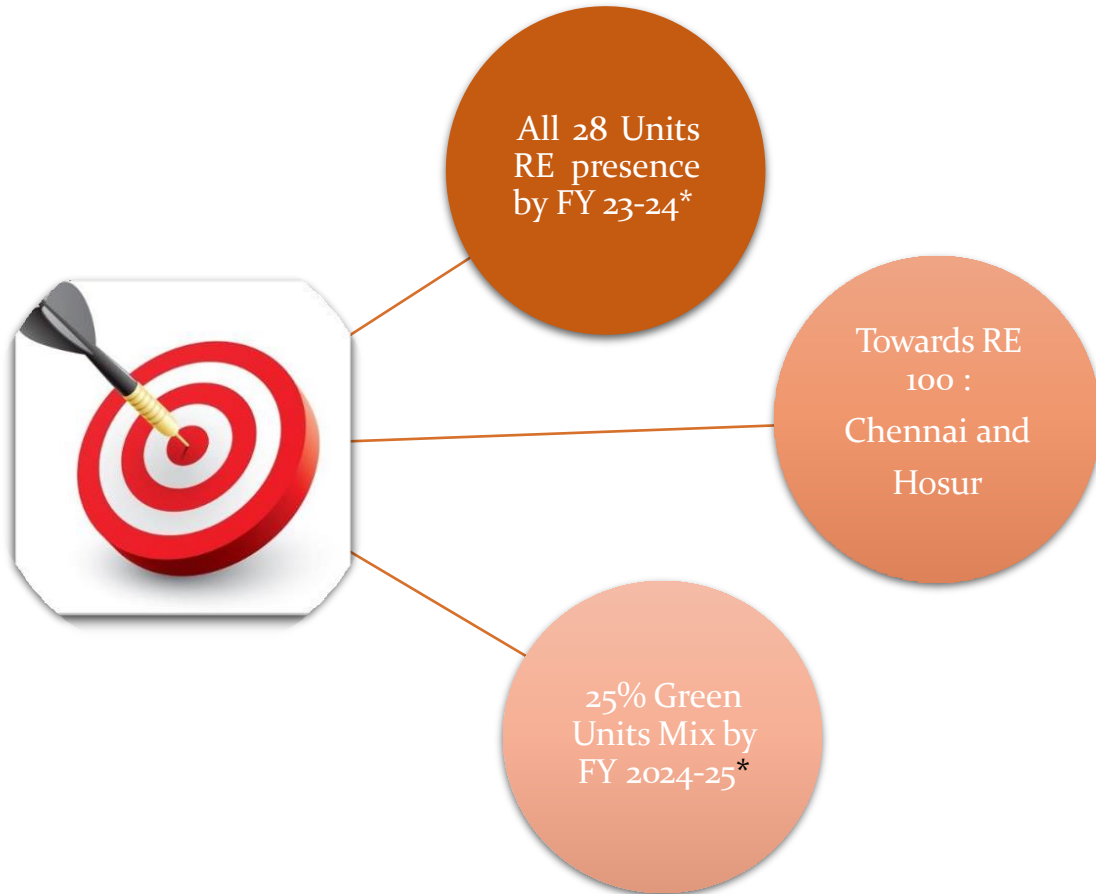 All 28 Units
RE presence
by FY 23-24*
Towards RE
100 :
Chennai and
Hosur
25% Green
Units Mix by
FY 2024-25*